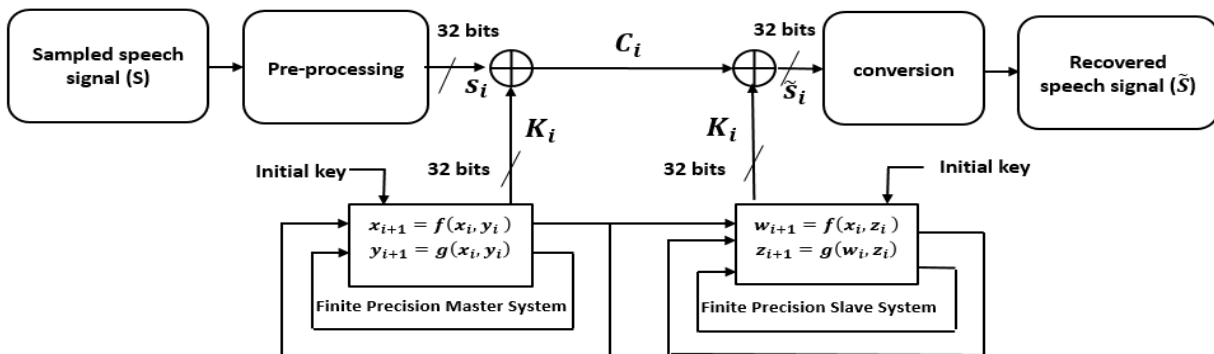 Sampled speech
signal (S)
Pre-processing
32 bits
s_i
C_i
32 bits
s̃_i
conversion
Recovered
speech signal (S̃)
K_i
K_i
Initial key
32 bits
32 bits
Initial key
x_{i+1} = f(x_i, y_i)
y_{i+1} = g(x_i, y_i)
w_{i+1} = f(x_i, z_i)
z_{i+1} = g(w_i, z_i)
Finite Precision Master System
Finite Precision Slave System